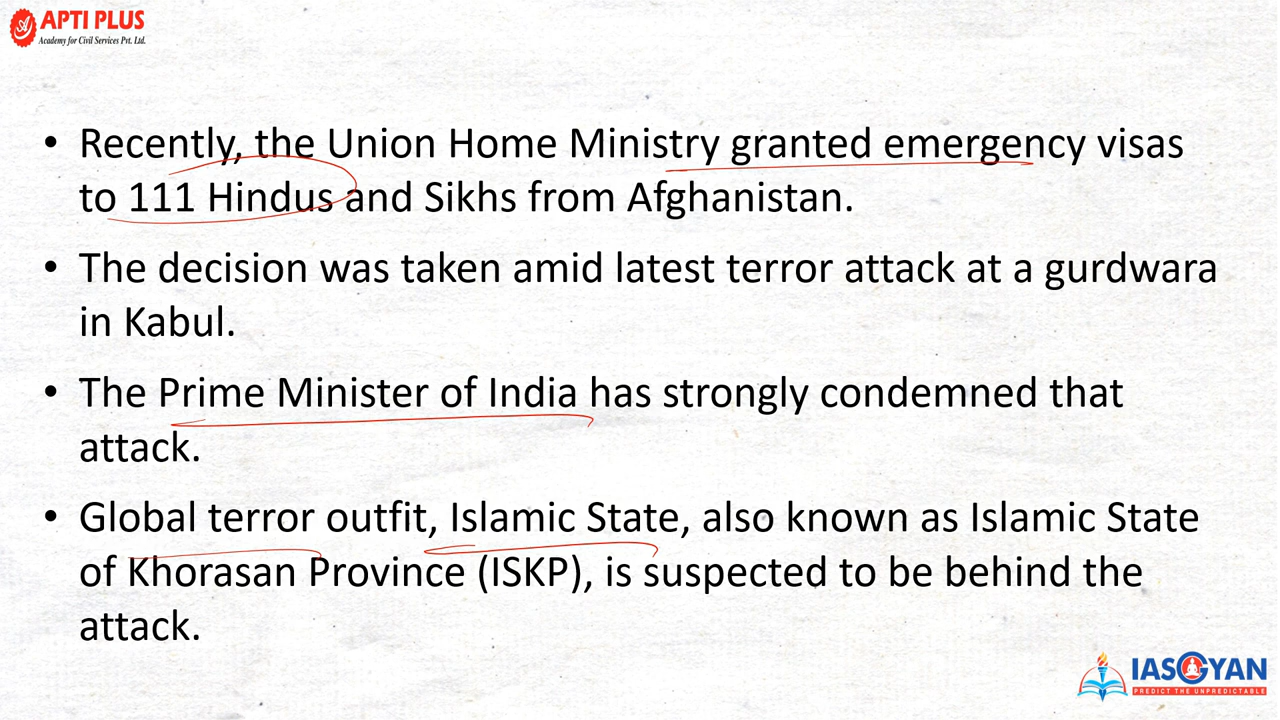 APTI PLUS
Academy for Civil Services Pvt. Ltd.
• Recently, the Union Home Ministry granted emergency visas
to 111 Hindus and Sikhs from Afghanistan.
• The decision was taken amid latest terror attack at a gurdwara
in Kabul.
• The Prime Minister of India has strongly condemned that
attack.
• Global terror outfit, Islamic State, also known as Islamic State
of Khorasan Province (ISKP), is suspected to be behind the
attack.
IASGYAN
PREDICT THE UNPREDICTABLE